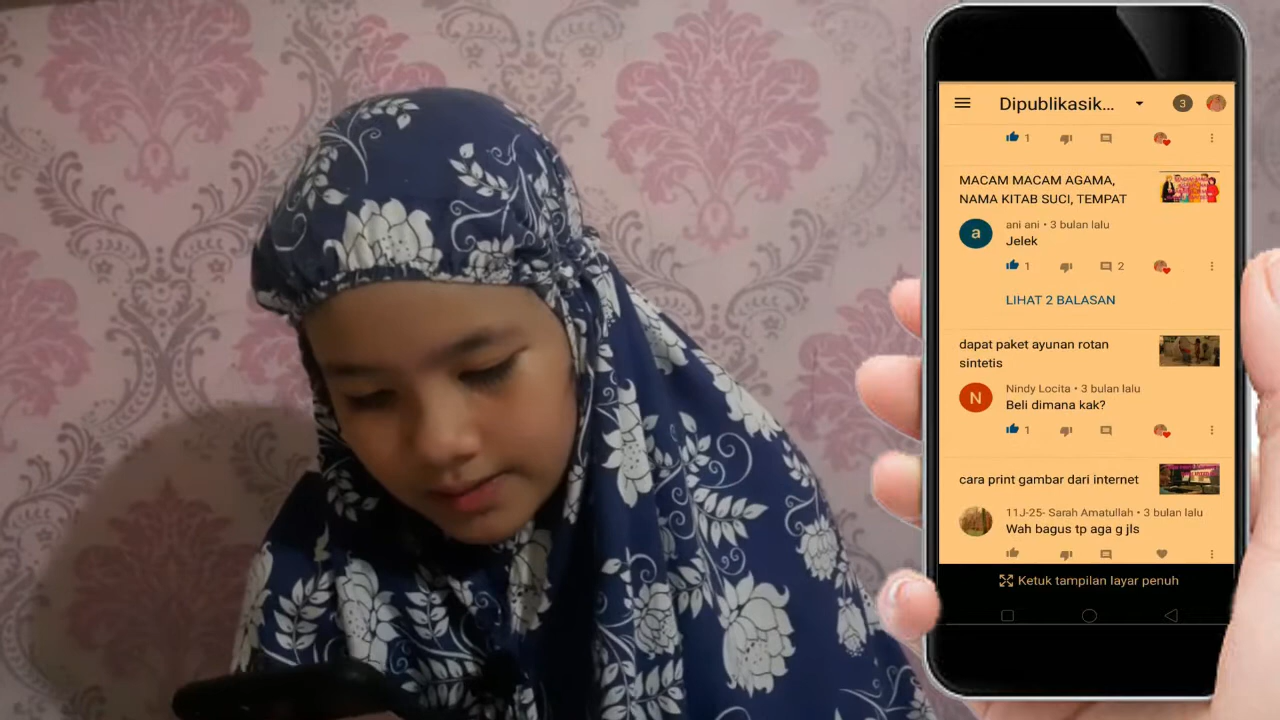 Dipublikasik...
3
1
MACAM MACAM AGAMA,
NAMA KITAB SUCI, TEMPAT
a
ani ani • 3 bulan lalu
Jelek
1
2
LIHAT 2 BALASAN
dapat paket ayunan rotan
sintetis
N
Nindy Locita • 3 bulan lalu
Beli dimana kak?
1
cara print gambar dari internet
11J-25- Sarah Amatullah • 3 bulan lalu
Wah bagus tp aga g jls
Ketuk tampilan layar penuh